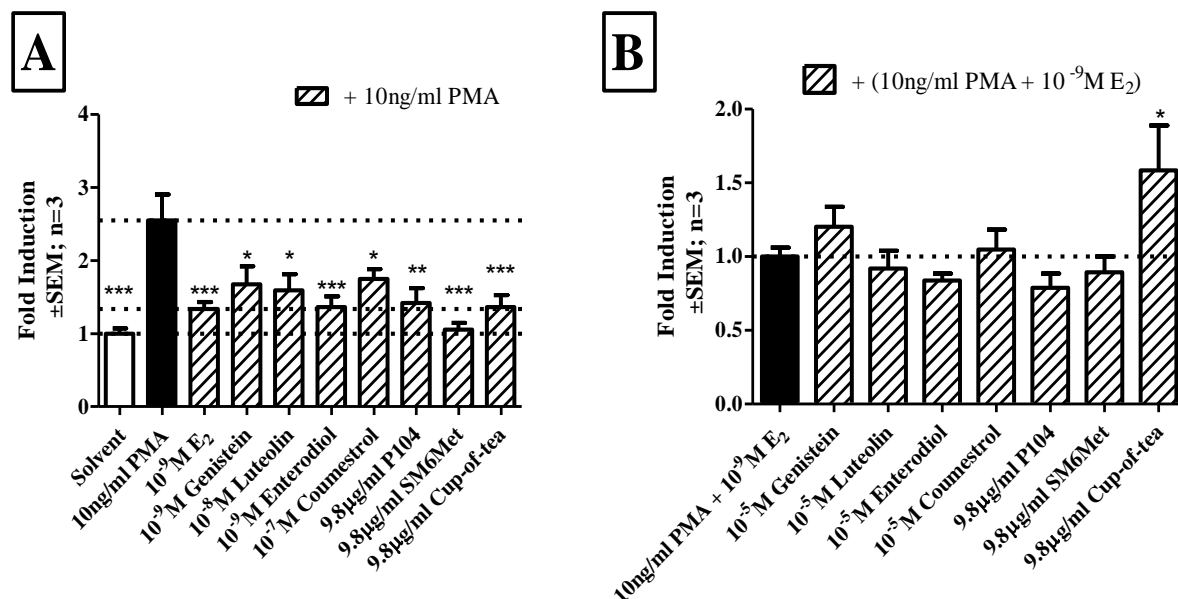 A
+ 10ng/ml PMA
Fold Induction
±SEM; n=3
4
3
2
1
0
***
***
*
*
***
*
**
***
***
Solvent
10ng/ml PMA
10⁻⁹M E₂
10⁻⁹M Genistein
10⁻⁸M Luteolin
10⁻⁹M Enterodiol
10⁻⁷M Coumestrol
9.8µg/ml P104
9.8µg/ml SM6Met
9.8µg/ml Cup-of-tea
B
+ (10ng/ml PMA + 10⁻⁹M E₂)
Fold Induction
±SEM; n=3
2.0
1.5
1.0
0.5
0.0
*
10ng/ml PMA + 10⁻⁹M E₂
10⁻⁵M Genistein
10⁻⁵M Luteolin
10⁻⁵M Enterodiol
10⁻⁵M Coumestrol
9.8µg/ml P104
9.8µg/ml SM6Met
9.8µg/ml Cup-of-tea